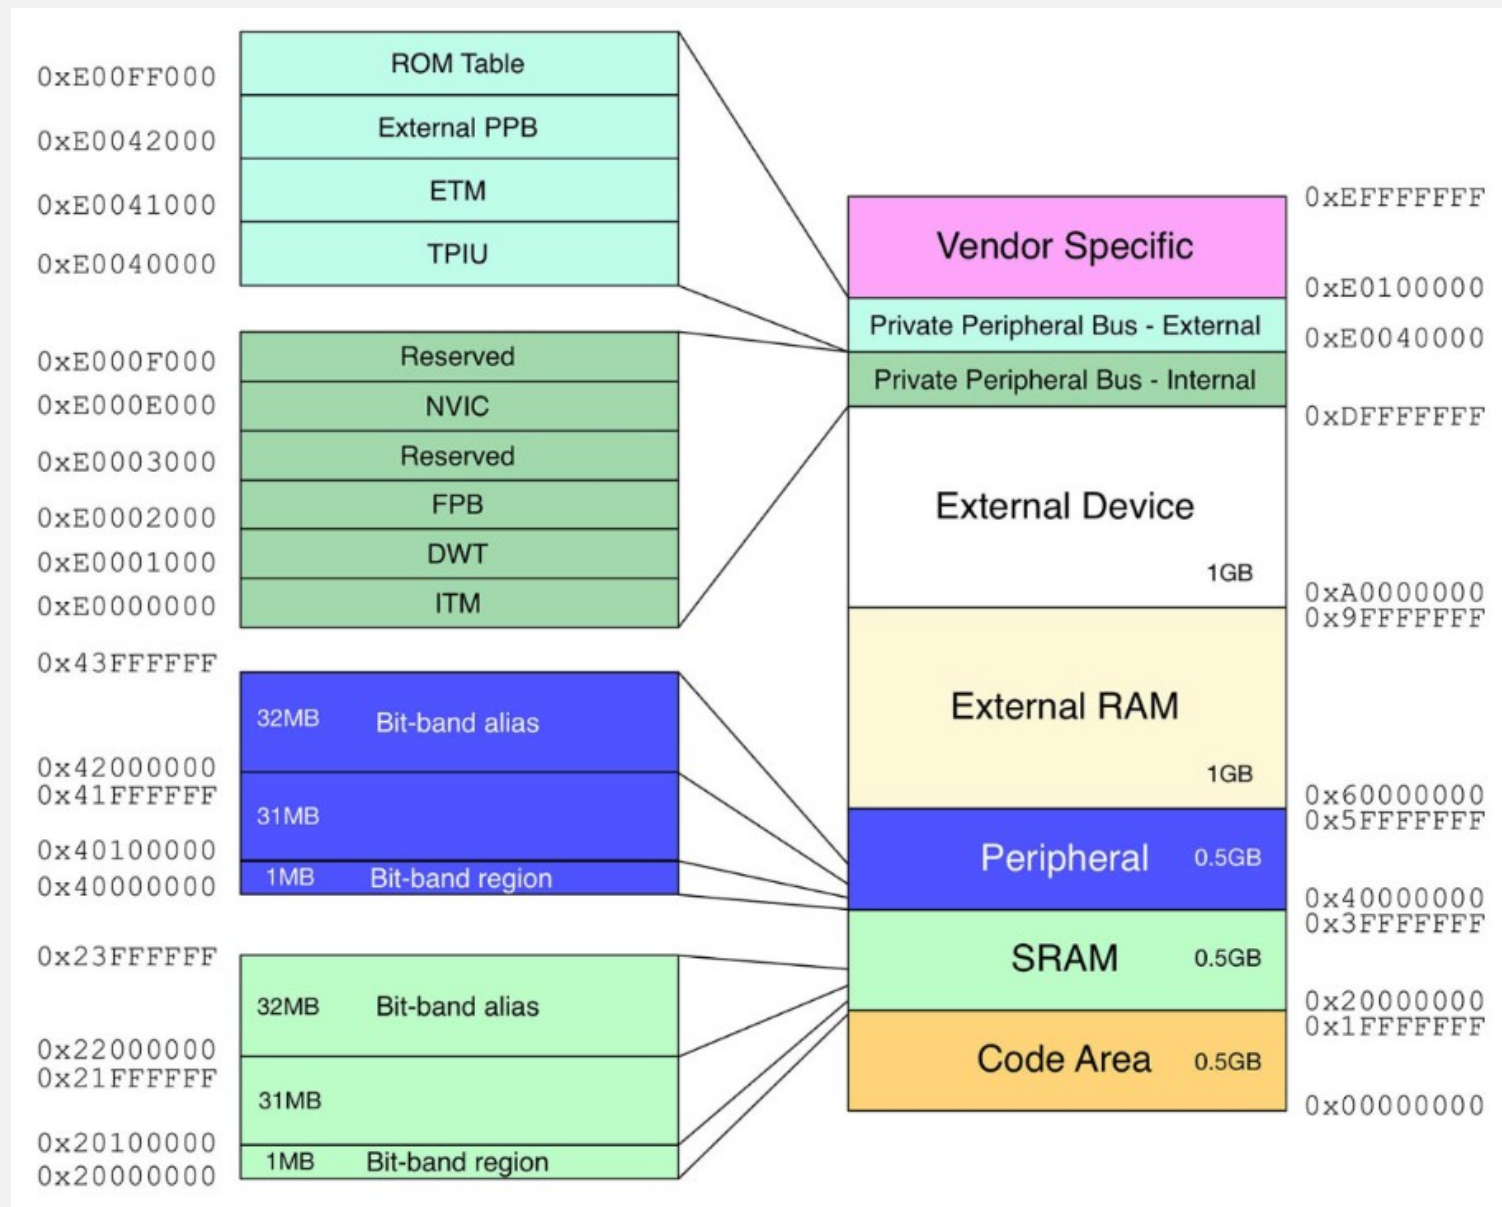 0xE00FF000
ROM Table
0xE0042000
External PPB
0xE0041000
ETM
0xE0040000
TPIU
0xE000F000
Reserved
0xE000E000
NVIC
0xE0003000
Reserved
0xE0002000
FPB
0xE0001000
DWT
0xE0000000
ITM
0x43FFFFFF
32MB Bit-band alias
0x42000000
0x41FFFFFF
31MB
0x40100000
1MB Bit-band region
0x40000000
0x23FFFFFF
32MB Bit-band alias
0x22000000
0x21FFFFFF
31MB
0x20100000
1MB Bit-band region
0x20000000
0xEFFFFFFF
Vendor Specific
0xE0100000
Private Peripheral Bus - External
0xE0040000
Private Peripheral Bus - Internal
0xDFFFFFFF
External Device
1GB
0xA0000000
0x9FFFFFFF
External RAM
1GB
0x60000000
0x5FFFFFFF
Peripheral 0.5GB
0x40000000
0x3FFFFFFF
SRAM 0.5GB
0x20000000
0x1FFFFFFF
Code Area 0.5GB
0x00000000